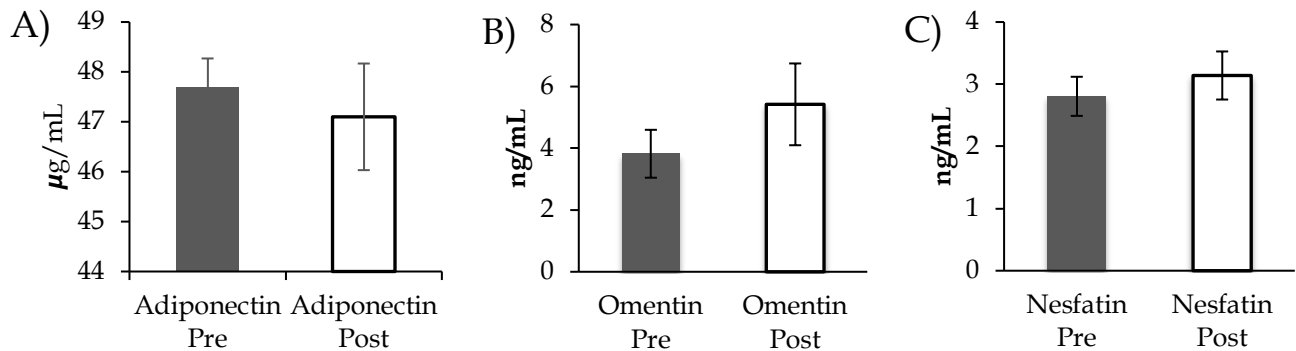 A)
49
48
47
46
45
44
µg/mL
Adiponectin Pre
Adiponectin Post
B)
8
6
4
2
0
ng/mL
Omentin Pre
Omentin Post
C)
4
3
2
1
0
ng/mL
Nesfatin Pre
Nesfatin Post